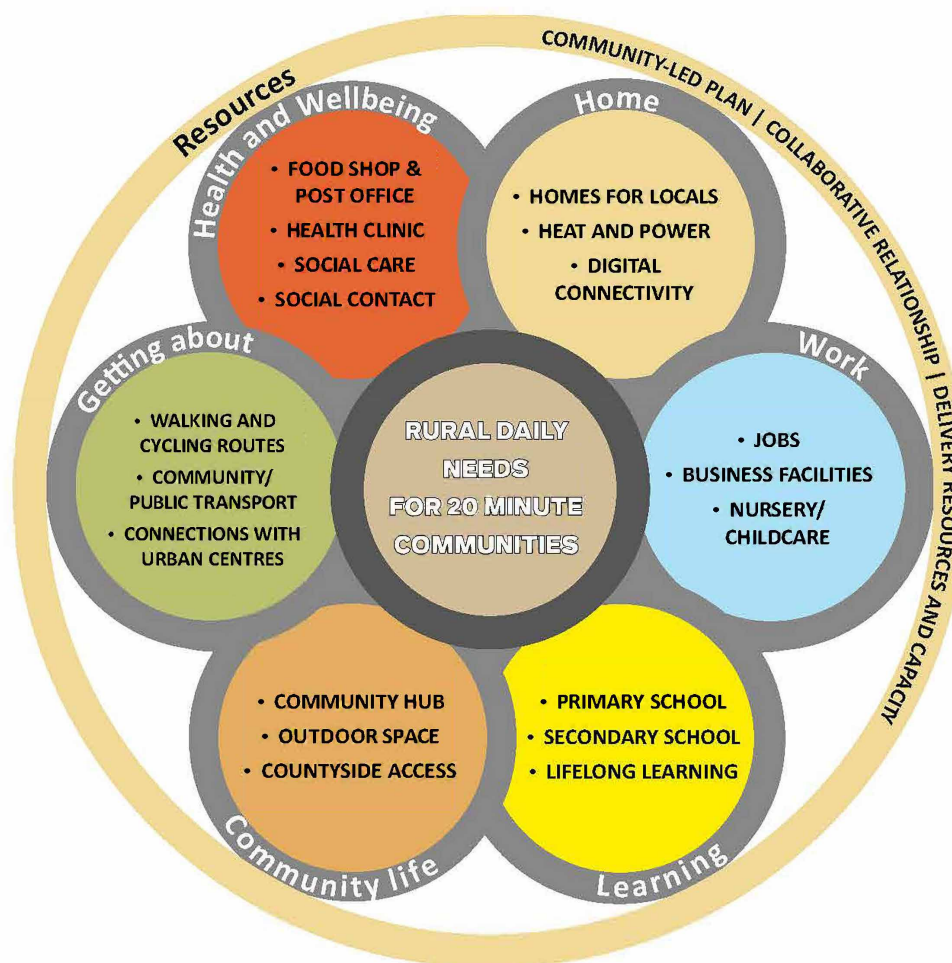 Resources
COMMUNITY-LED PLAN | COLLABORATIVE RELATIONSHIP | DELIVERY RESOURCES AND CAPACITY
Health and Wellbeing
• FOOD SHOP &
POST OFFICE
• HEALTH CLINIC
• SOCIAL CARE
• SOCIAL CONTACT
Home
• HOMES FOR LOCALS
• HEAT AND POWER
• DIGITAL
CONNECTIVITY
Getting about
• WALKING AND
CYCLING ROUTES
• COMMUNITY/
PUBLIC TRANSPORT
• CONNECTIONS WITH
URBAN CENTRES
RURAL DAILY
NEEDS
FOR 20 MINUTE
COMMUNITIES
Work
• JOBS
• BUSINESS FACILITIES
• NURSERY/
CHILDCARE
Community life
• COMMUNITY HUB
• OUTDOOR SPACE
• COUNTYSIDE ACCESS
Learning
• PRIMARY SCHOOL
• SECONDARY SCHOOL
• LIFELONG LEARNING